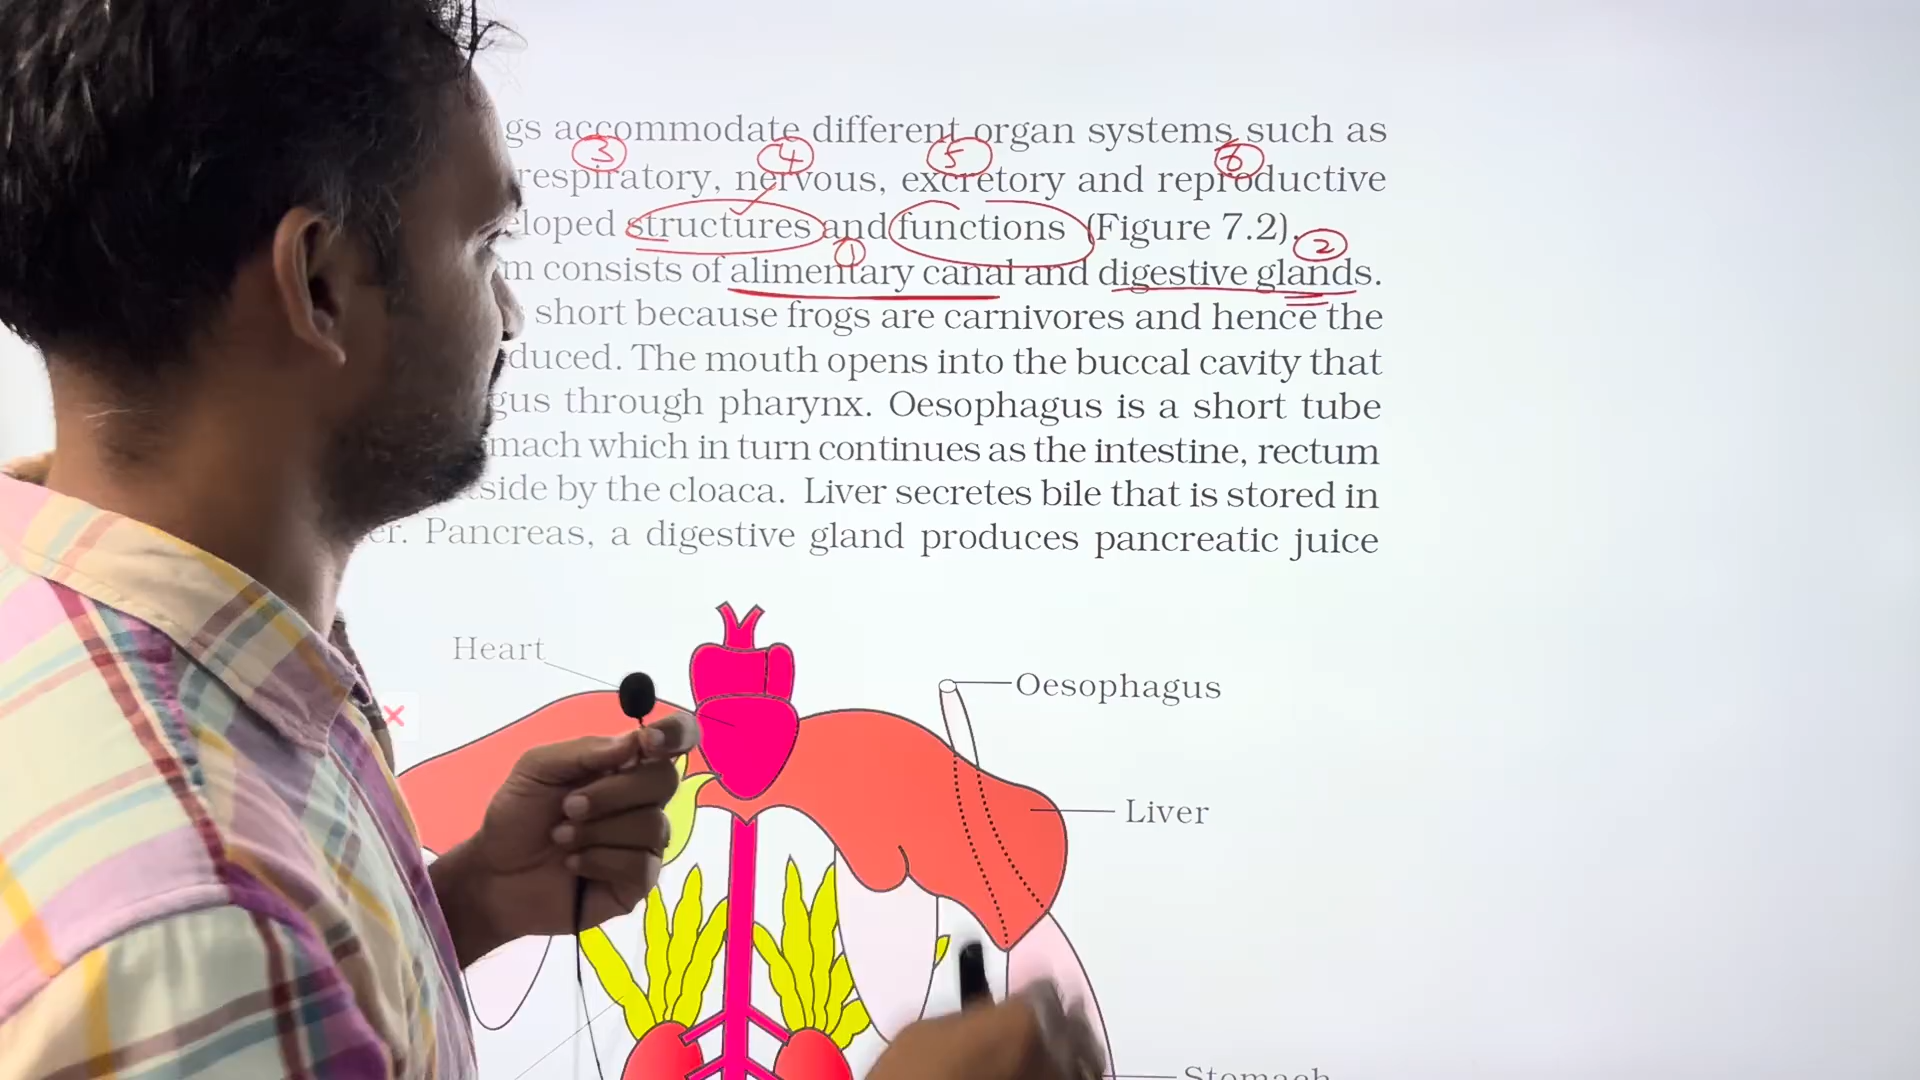 gs accommodate different organ systems such as
3 4 5 6
respiratory, nervous, excretory and reproductive
eloped structures and functions (Figure 7.2).
1 2
m consists of alimentary canal and digestive glands.
short because frogs are carnivores and hence the
duced. The mouth opens into the buccal cavity that
gus through pharynx. Oesophagus is a short tube
mach which in turn continues as the intestine, rectum
side by the cloaca. Liver secretes bile that is stored in
er. Pancreas, a digestive gland produces pancreatic juice
Heart
Oesophagus
Liver
Stomach